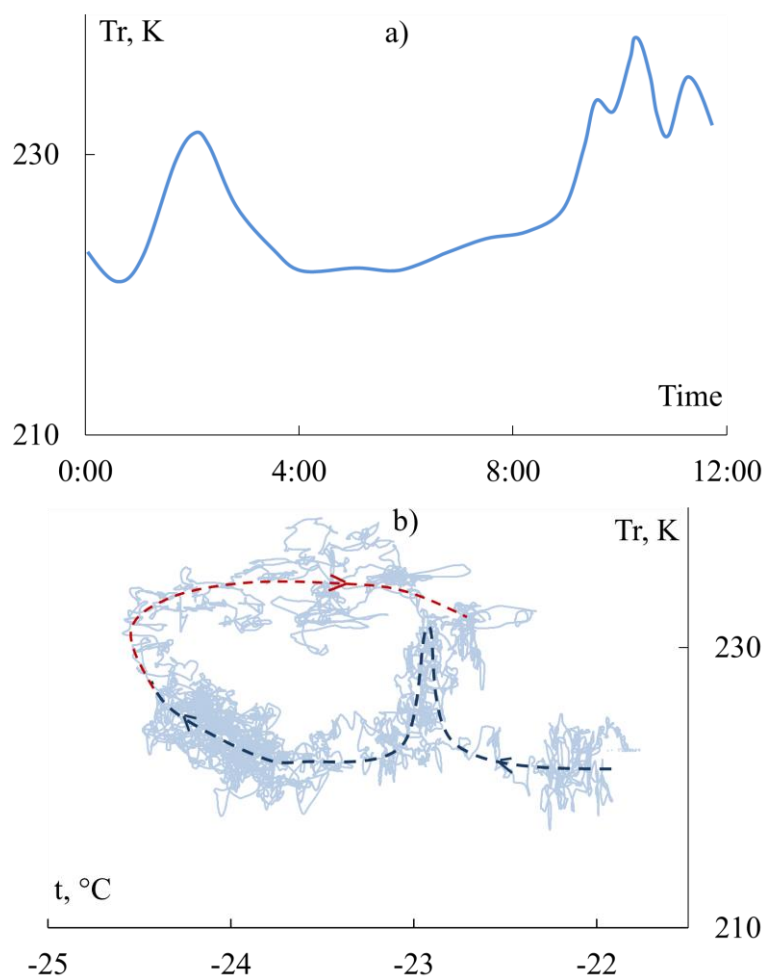 Tr, K
a)
230
Time
210
0:00 4:00 8:00 12:00
b)
Tr, K
230
t, °C
210
-25 -24 -23 -22